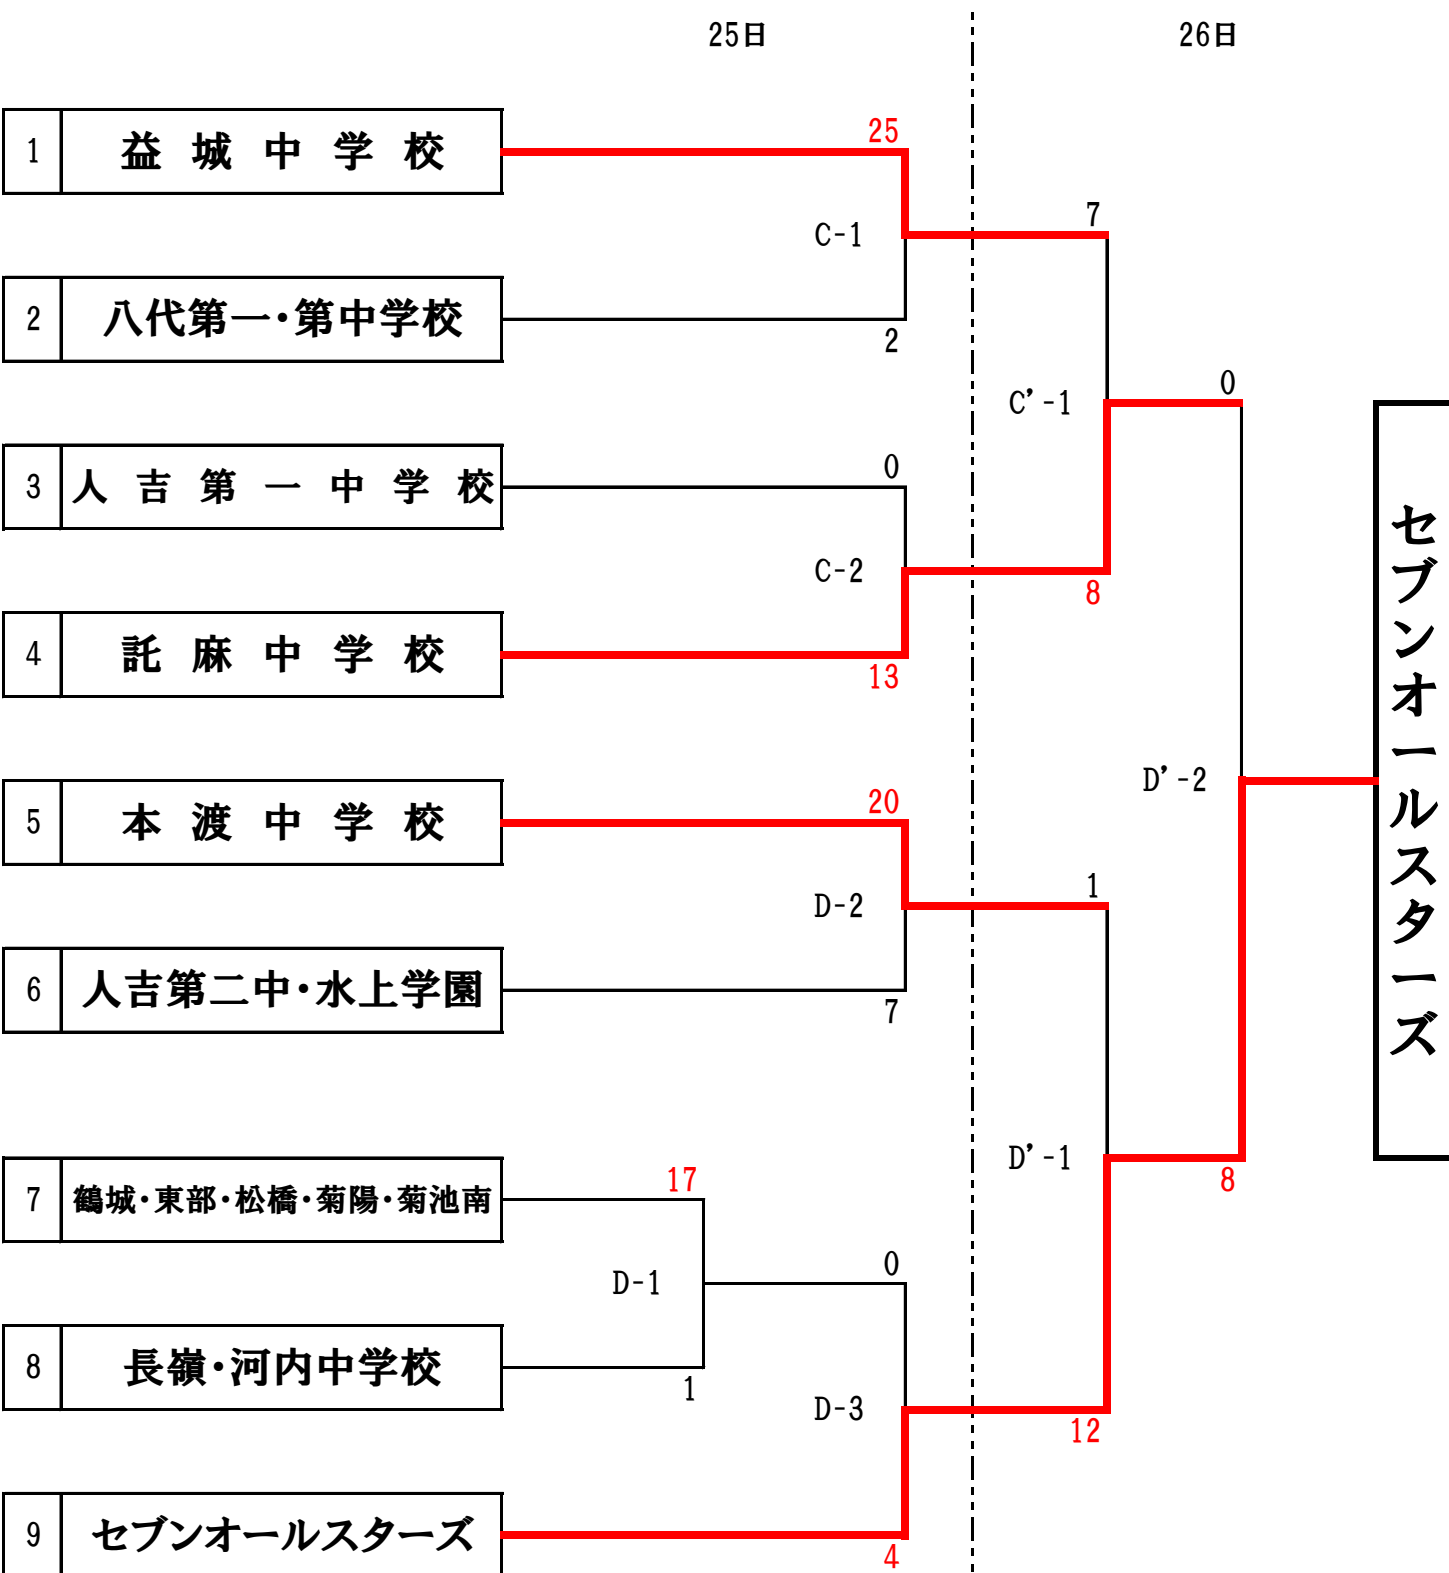 25日 26日
25
1 益城中学校
7
C-1
2 八代第一・第中学校
2
0
C'-1
0
3 人吉第一中学校
C-2
8
4 託麻中学校
13
セブンオールスターズ
D'-2
20
5 本渡中学校
1
D-2
6 人吉第二中・水上学園
7
D'-1
17
8
7 鶴城・東部・松橋・菊陽・菊池南
0
D-1
8 長嶺・河内中学校
1
D-3
12
9 セブンオールスターズ
4